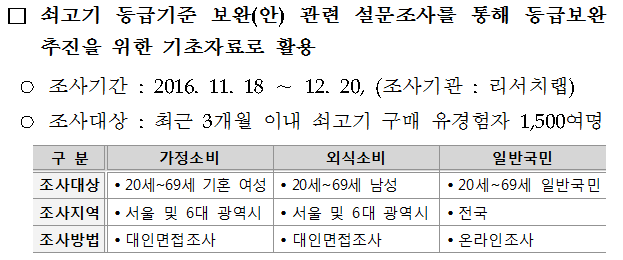 □ 쇠고기 등급기준 보완(안) 관련 설문조사를 통해 등급보완
추진을 위한 기초자료로 활용
○ 조사기간 : 2016. 11. 18 ~ 12. 20, (조사기관 : 리서치랩)
○ 조사대상 : 최근 3개월 이내 쇠고기 구매 유경험자 1,500여명
구 분 가정소비 외식소비 일반국민
조사대상 • 20세~69세 기혼 여성 • 20세~69세 남성 • 20세~69세 일반국민
조사지역 • 서울 및 6대 광역시 • 서울 및 6대 광역시 • 전국
조사방법 • 대인면접조사 • 대인면접조사 • 온라인조사